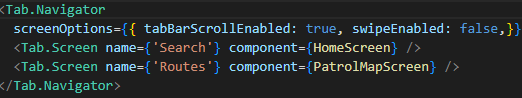 <Tab.Navigator
screenOptions={{ tabBarScrollEnabled: true, swipeEnabled: false,}}
<Tab.Screen name={'Search'} component={HomeScreen} />
<Tab.Screen name={'Routes'} component={PatrolMapScreen} />
</Tab.Navigator>